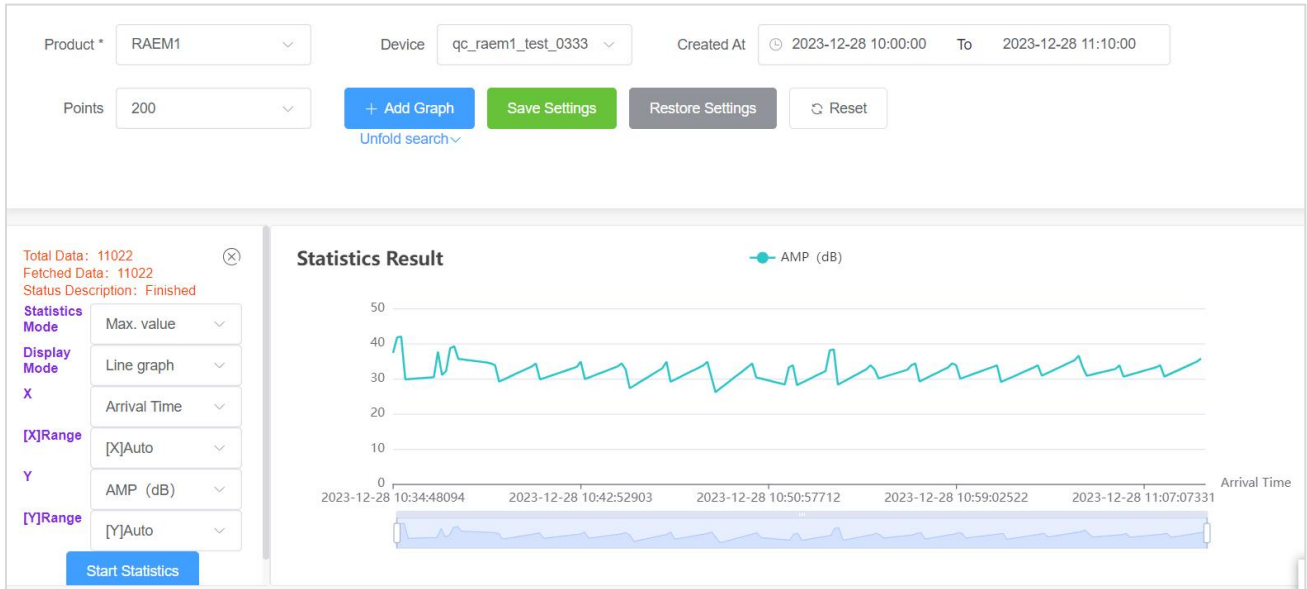 Product * RAEM1 Device qc_raem1_test_0333 Created At 2023-12-28 10:00:00 To 2023-12-28 11:10:00
Points 200 + Add Graph Save Settings Restore Settings Reset
Unfold search
Total Data: 11022
Fetched Data: 11022
Status Description: Finished
Statistics Mode Max. value
Display Mode Line graph
X Arrival Time
[X]Range [X]Auto
Y AMP (dB)
[Y]Range [Y]Auto
Start Statistics
Statistics Result
AMP (dB)
50
40
30
20
10
0
2023-12-28 10:34:48094 2023-12-28 10:42:52903 2023-12-28 10:50:57712 2023-12-28 10:59:02522 2023-12-28 11:07:07331
Arrival Time